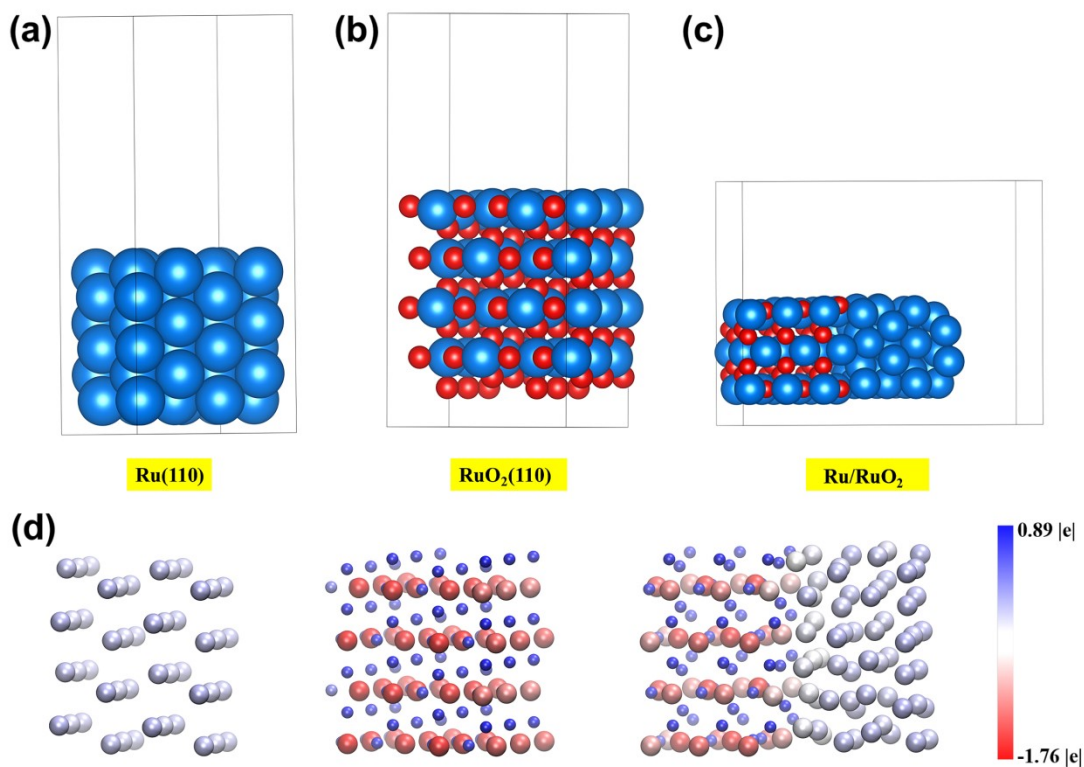 (a)
(b)
(c)
Ru(110)
RuO₂(110)
Ru/RuO₂
(d)
0.89 |e|
-1.76 |e|